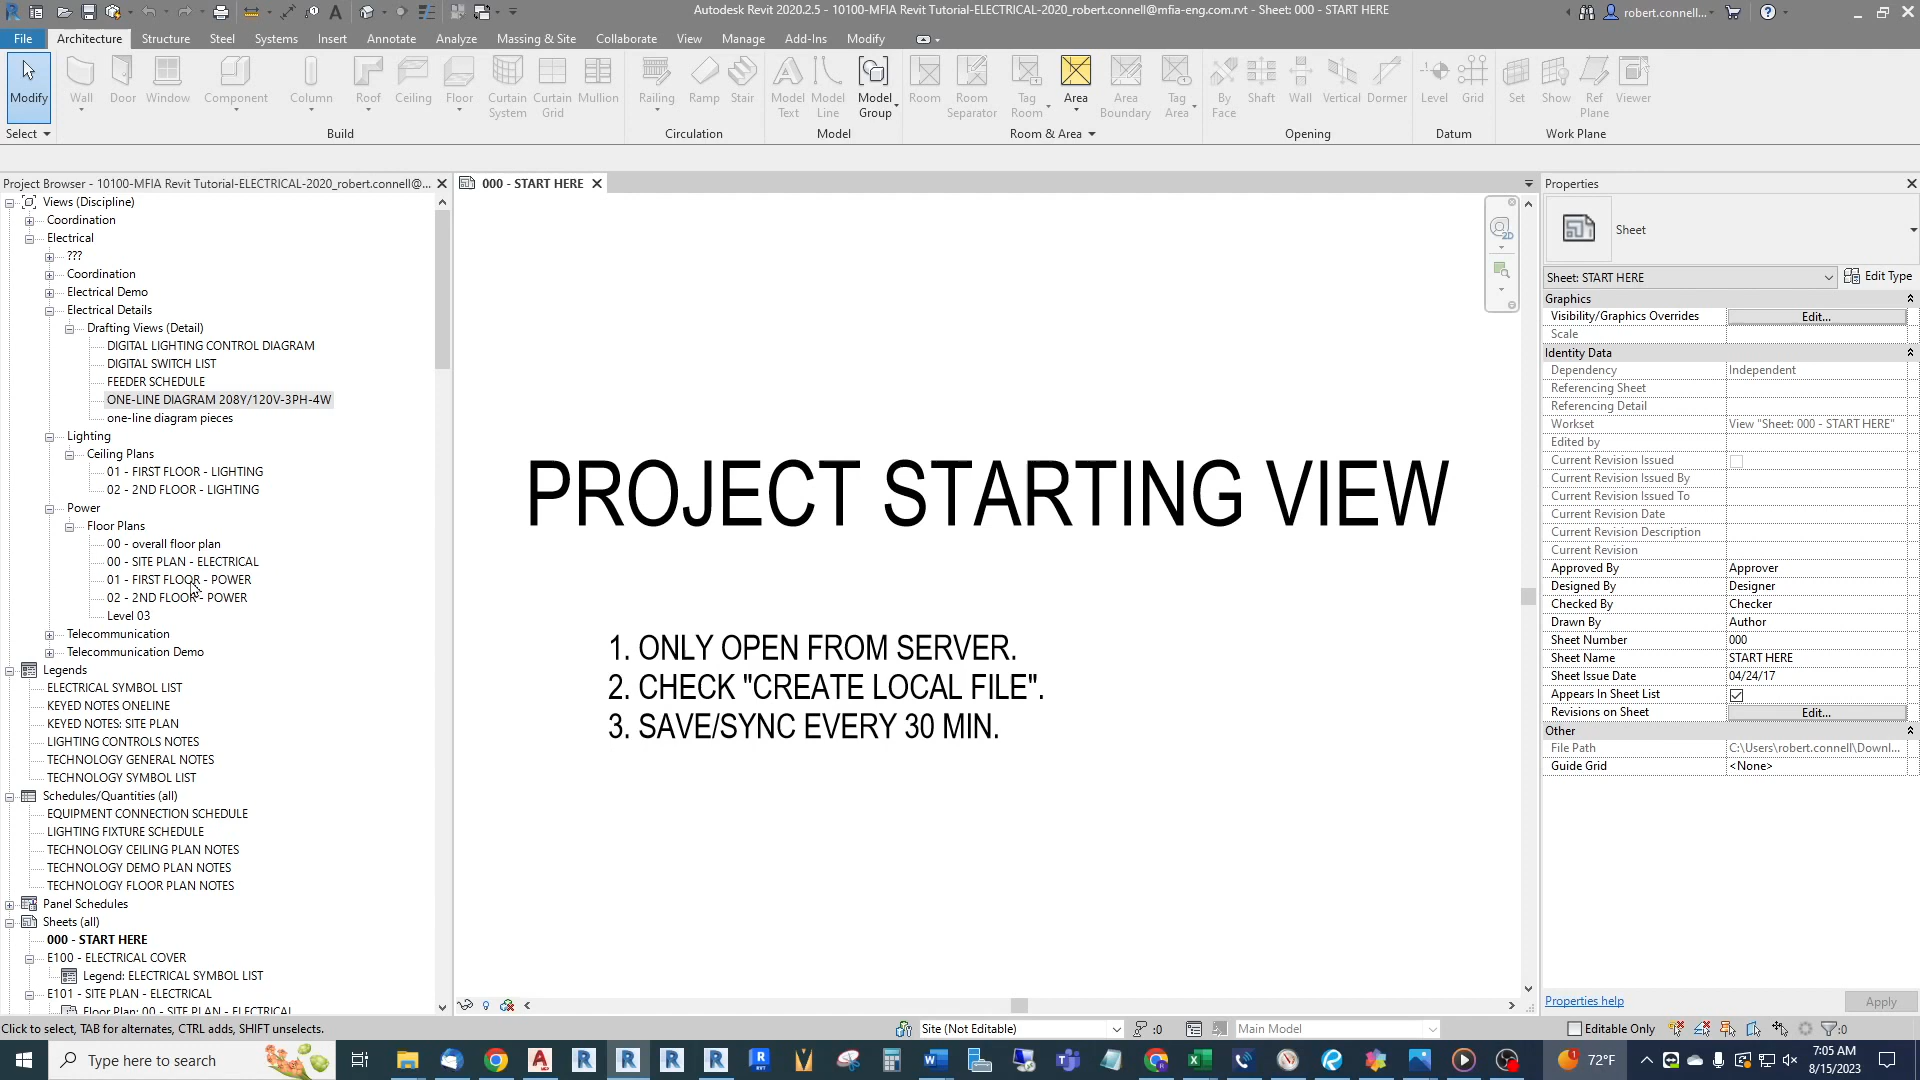 Autodesk Revit 2020.2.5 - 10100-MFIA Revit Tutorial-ELECTRICAL-2020_robert.connell@mfia-eng.com.rvt - Sheet: 000 - START HERE
robert.connell...
File Architecture Structure Steel Systems Insert Annotate Analyze Massing & Site Collaborate View Manage Add-Ins Modify
Modify Wall Door Window Component Column Roof Ceiling Floor Curtain System Curtain Grid Mullion Railing Ramp Stair Model Text Model Line Model Group Room Room Separator Tag Room Area Area Boundary Tag Area By Face Shaft Wall Vertical Dormer Level Grid Set Show Ref Plane Viewer
Select Build Circulation Model Room & Area Opening Datum Work Plane
Project Browser - 10100-MFIA Revit Tutorial-ELECTRICAL-2020_robert.connell@...
Views (Discipline)
Coordination
Electrical
???
Coordination
Electrical Demo
Electrical Details
Drafting Views (Detail)
DIGITAL LIGHTING CONTROL DIAGRAM
DIGITAL SWITCH LIST
FEEDER SCHEDULE
ONE-LINE DIAGRAM 208Y/120V-3PH-4W
one-line diagram pieces
Lighting
Ceiling Plans
01 - FIRST FLOOR - LIGHTING
02 - 2ND FLOOR - LIGHTING
Power
Floor Plans
00 - overall floor plan
00 - SITE PLAN - ELECTRICAL
01 - FIRST FLOOR - POWER
02 - 2ND FLOOR - POWER
Level 03
Telecommunication
Telecommunication Demo
Legends
ELECTRICAL SYMBOL LIST
KEYED NOTES ONELINE
KEYED NOTES: SITE PLAN
LIGHTING CONTROLS NOTES
TECHNOLOGY GENERAL NOTES
TECHNOLOGY SYMBOL LIST
Schedules/Quantities (all)
EQUIPMENT CONNECTION SCHEDULE
LIGHTING FIXTURE SCHEDULE
TECHNOLOGY CEILING PLAN NOTES
TECHNOLOGY DEMO PLAN NOTES
TECHNOLOGY FLOOR PLAN NOTES
Panel Schedules
Sheets (all)
000 - START HERE
E100 - ELECTRICAL COVER
Legend: ELECTRICAL SYMBOL LIST
E101 - SITE PLAN - ELECTRICAL
Floor Plan: 00 - SITE PLAN - ELECTRICAL
000 - START HERE
2D
PROJECT STARTING VIEW
1. ONLY OPEN FROM SERVER.
2. CHECK "CREATE LOCAL FILE".
3. SAVE/SYNC EVERY 30 MIN.
Properties
Sheet
Sheet: START HERE Edit Type
Graphics
Visibility/Graphics Overrides Edit...
Scale
Identity Data
Dependency Independent
Referencing Sheet
Referencing Detail
Workset View "Sheet: 000 - START HERE"
Edited by
Current Revision Issued
Current Revision Issued By
Current Revision Issued To
Current Revision Date
Current Revision Description
Current Revision
Approved By Approver
Designed By Designer
Checked By Checker
Drawn By Author
Sheet Number 000
Sheet Name START HERE
Sheet Issue Date 04/24/17
Appears In Sheet List
Revisions on Sheet Edit...
Other
File Path C:\Users\robert.connell\Downl...
Guide Grid <None>
Properties help Apply
Click to select, TAB for alternates, CTRL adds, SHIFT unselects.
Site (Not Editable) :0 Main Model Editable Only :0
Type here to search
72°F
7:05 AM
8/15/2023